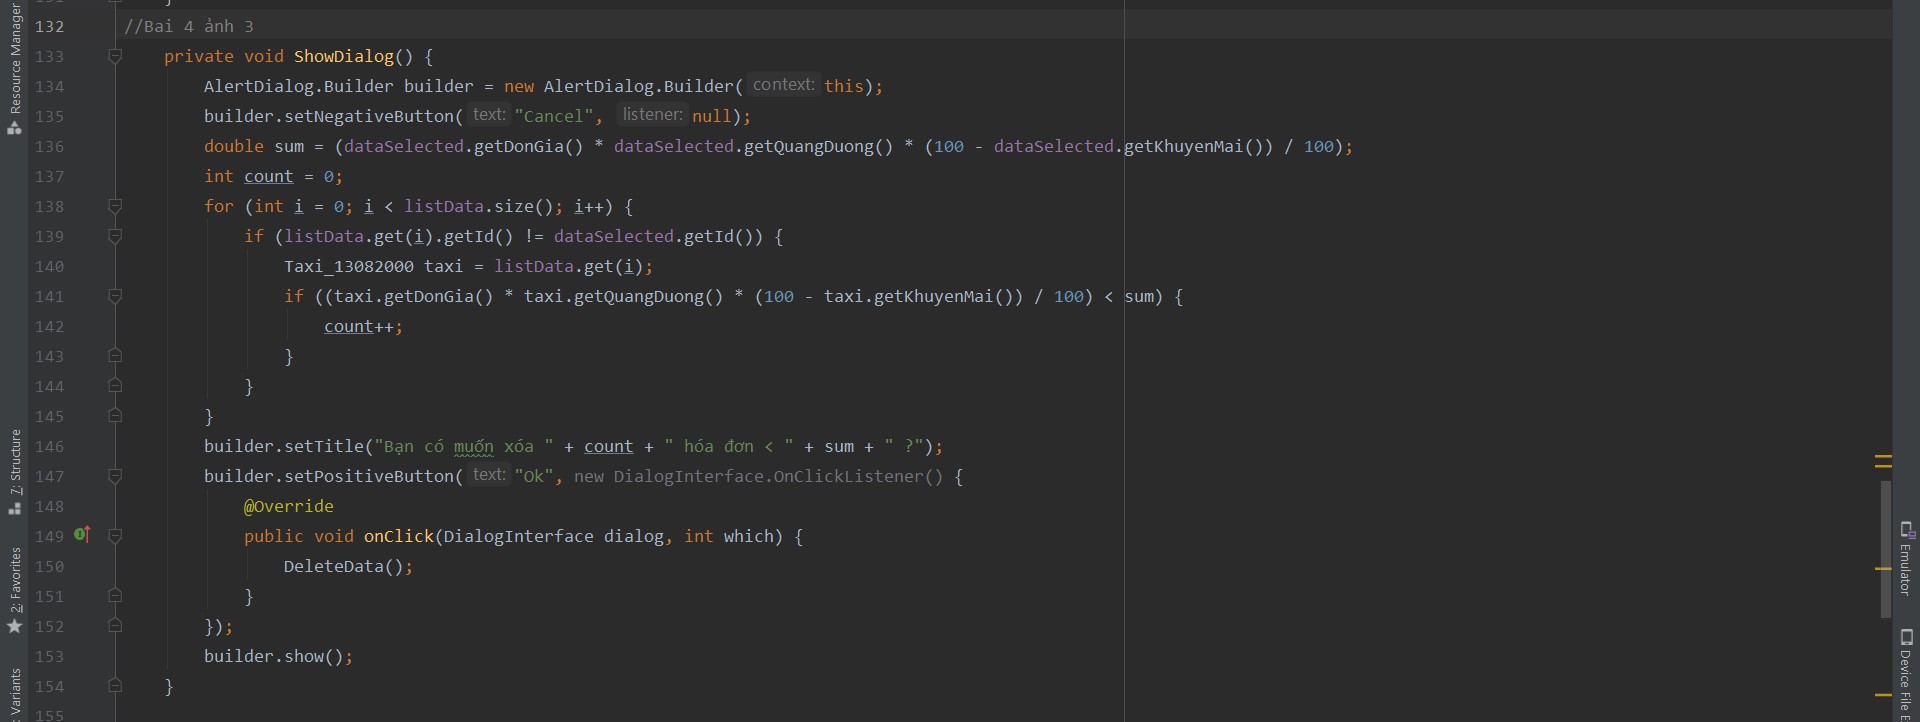 132 //Bai 4 ảnh 3
133 private void ShowDialog() {
134 AlertDialog.Builder builder = new AlertDialog.Builder( context: this);
135 builder.setNegativeButton( text: "Cancel", listener: null);
136 double sum = (dataSelected.getDonGia() * dataSelected.getQuangDuong() * (100 - dataSelected.getKhuyenMai()) / 100);
137 int count = 0;
138 for (int i = 0; i < listData.size(); i++) {
139 if (listData.get(i).getId() != dataSelected.getId()) {
140 Taxi_13082000 taxi = listData.get(i);
141 if ((taxi.getDonGia() * taxi.getQuangDuong() * (100 - taxi.getKhuyenMai()) / 100) < sum) {
142 count++;
143 }
144 }
145 }
146 builder.setTitle("Bạn có muốn xóa " + count + " hóa đơn < " + sum + " ?");
147 builder.setPositiveButton( text: "Ok", new DialogInterface.OnClickListener() {
148 @Override
149 public void onClick(DialogInterface dialog, int which) {
150 DeleteData();
151 }
152 });
153 builder.show();
154 }
155
Resource Manager
7: Structure
2: Favorites
Variants
Emulator
Device File